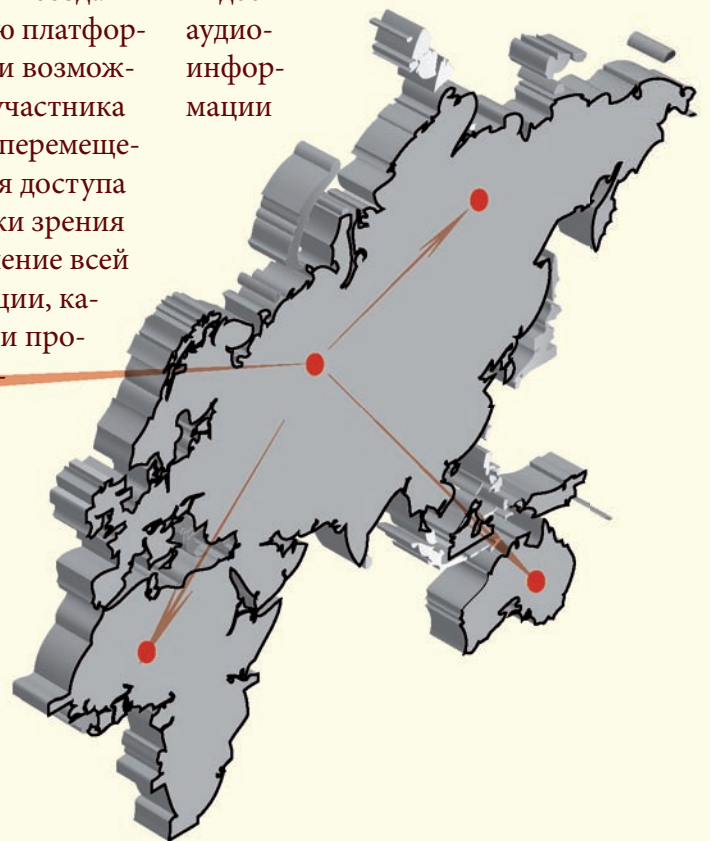 ю платфор-
и возмож-
участника
перемеще-
я доступа
ки зрения
ение всей
ции, ка-
и про-
-
аудио-
инфор-
мации